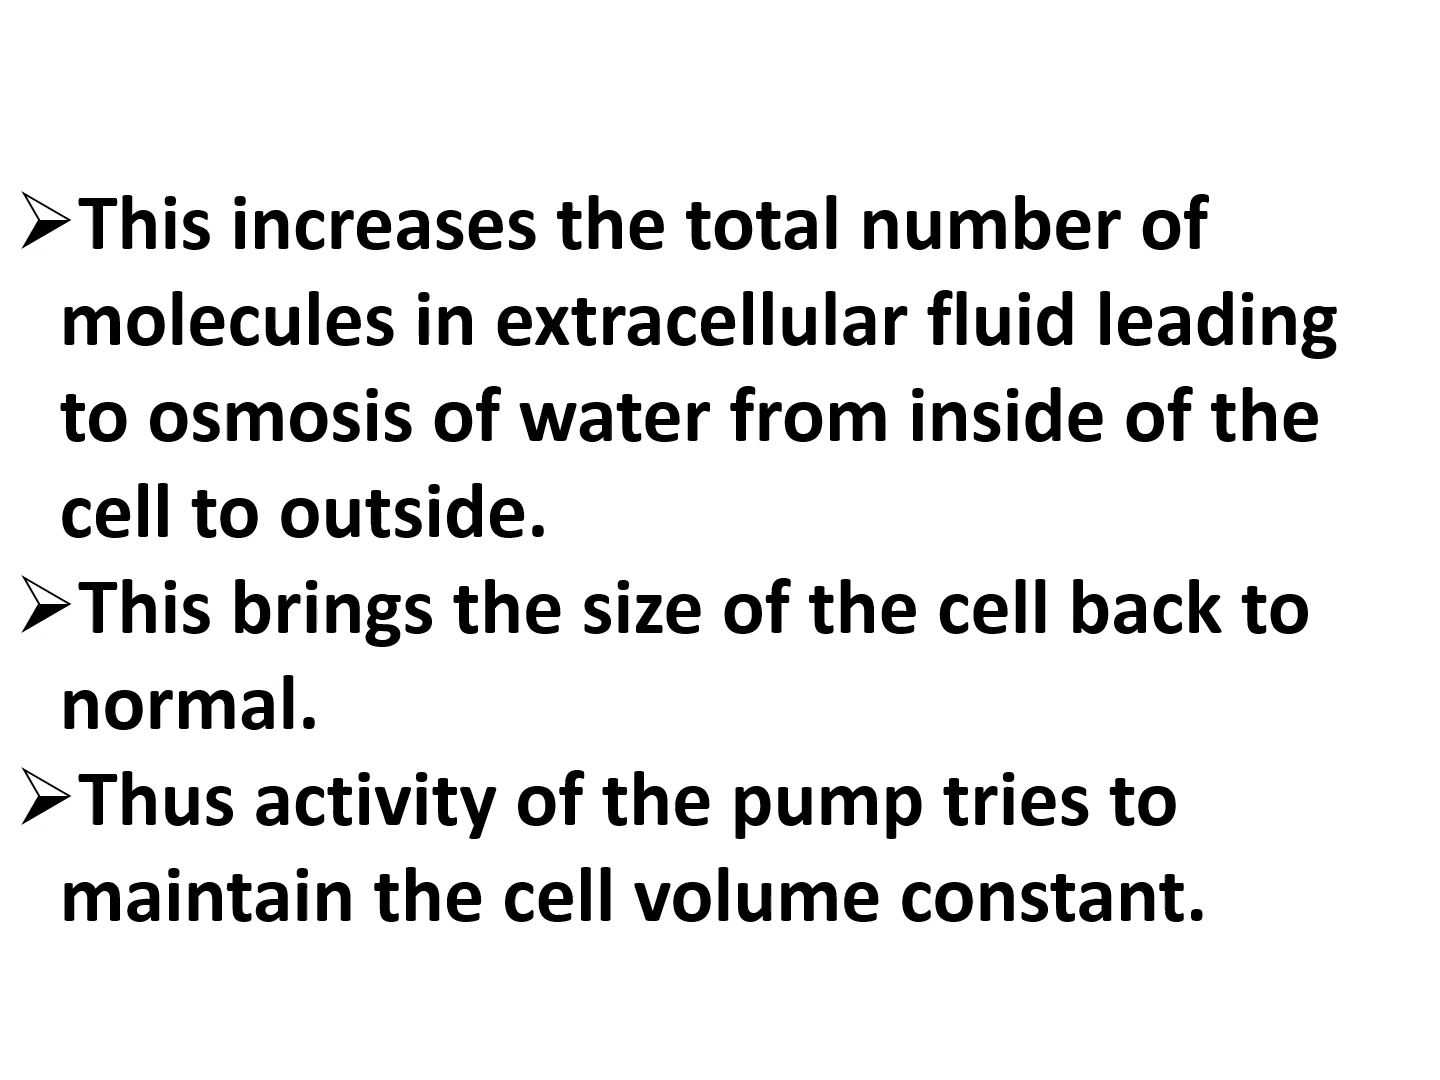 ➢This increases the total number of
molecules in extracellular fluid leading
to osmosis of water from inside of the
cell to outside.
➢This brings the size of the cell back to
normal.
➢Thus activity of the pump tries to
maintain the cell volume constant.